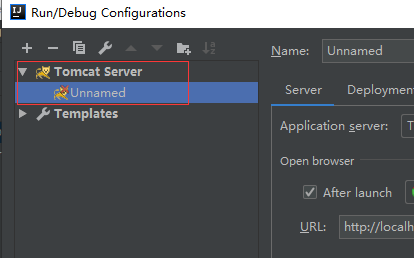 Run/Debug Configurations
Tomcat Server
Unnamed
Templates
Name: Unnamed
Server
Application server:
Open browser
After launch
URL: